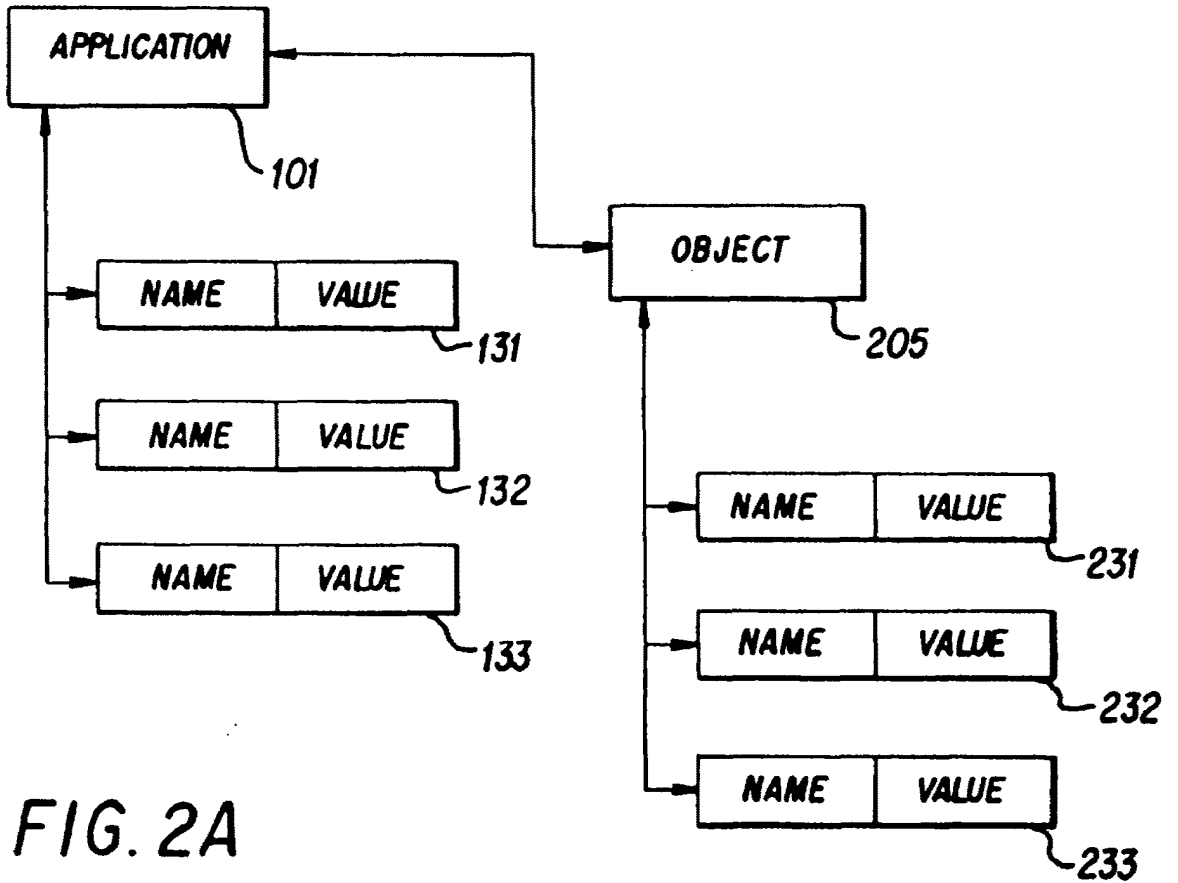 APPLICATION
101
OBJECT
205
NAME VALUE
131
NAME VALUE
132
NAME VALUE
133
NAME VALUE
231
NAME VALUE
232
NAME VALUE
233
FIG. 2A